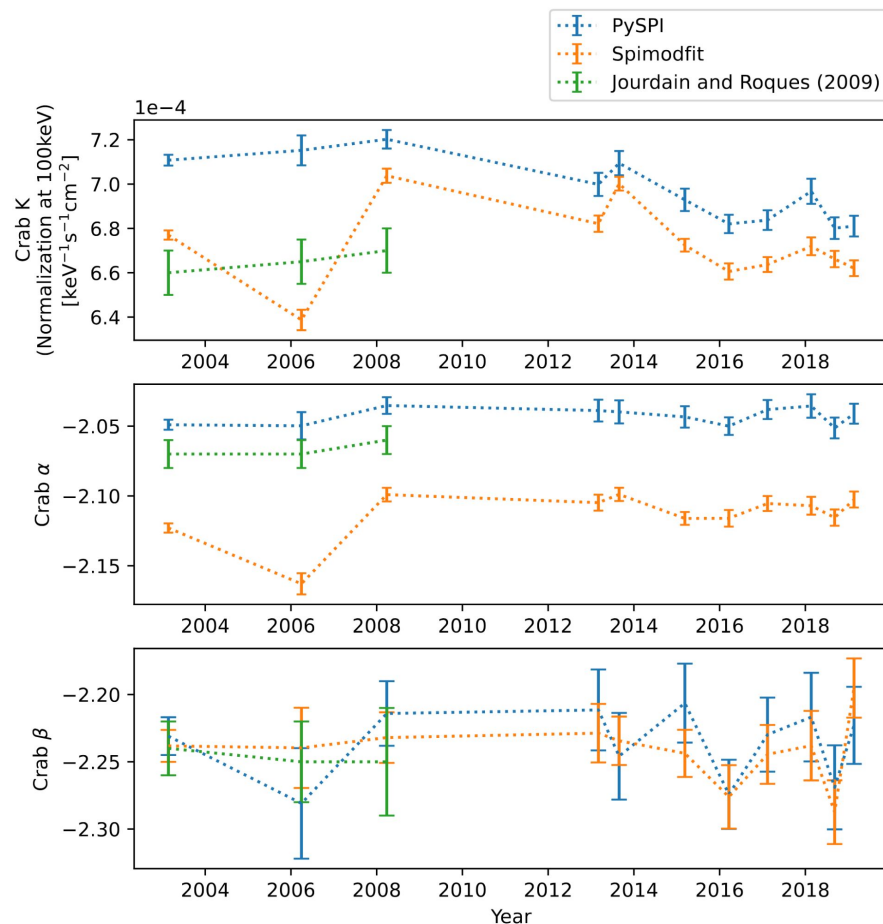 PySPI
Spimodfit
Jourdain and Roques (2009)
1e−4
Crab K
(Normalization at 100keV)
[keV⁻¹s⁻¹cm⁻²]
7.2
7.0
6.8
6.6
6.4
2004 2006 2008 2010 2012 2014 2016 2018
Crab α
−2.05
−2.10
−2.15
2004 2006 2008 2010 2012 2014 2016 2018
Crab β
−2.20
−2.25
−2.30
2004 2006 2008 2010 2012 2014 2016 2018
Year